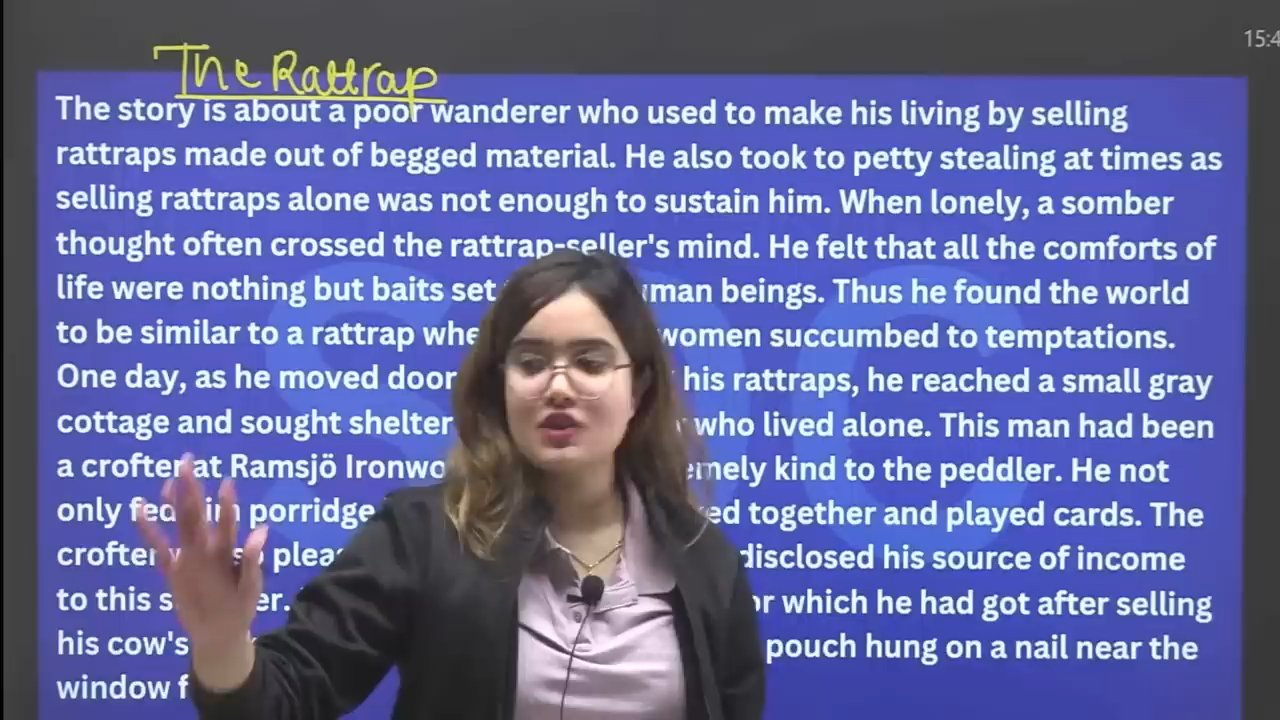 15:4
The Rattrap
The story is about a poor wanderer who used to make his living by selling
rattraps made out of begged material. He also took to petty stealing at times as
selling rattraps alone was not enough to sustain him. When lonely, a somber
thought often crossed the rattrap-seller's mind. He felt that all the comforts of
life were nothing but baits set man beings. Thus he found the world
to be similar to a rattrap whe women succumbed to temptations.
One day, as he moved door his rattraps, he reached a small gray
cottage and sought shelter who lived alone. This man had been
a crofter at Ramsjö Ironwo emely kind to the peddler. He not
only fed him porridge ed together and played cards. The
crofter so plea disclosed his source of income
to this s er. or which he had got after selling
his cow's pouch hung on a nail near the
window f
SDC